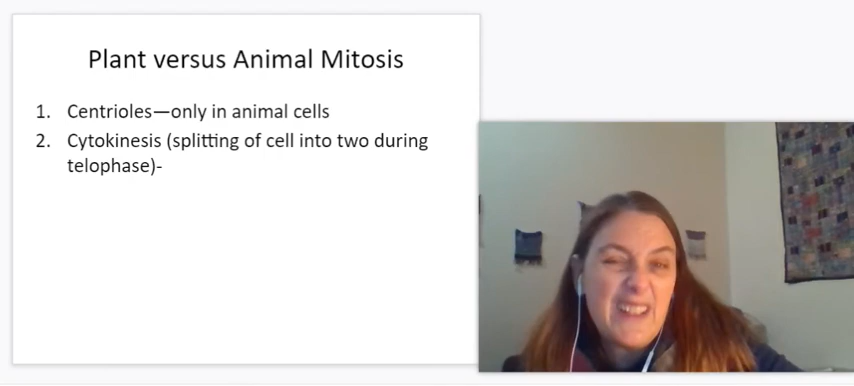 Plant versus Animal Mitosis
1. Centrioles—only in animal cells
2. Cytokinesis (splitting of cell into two during
telophase)-